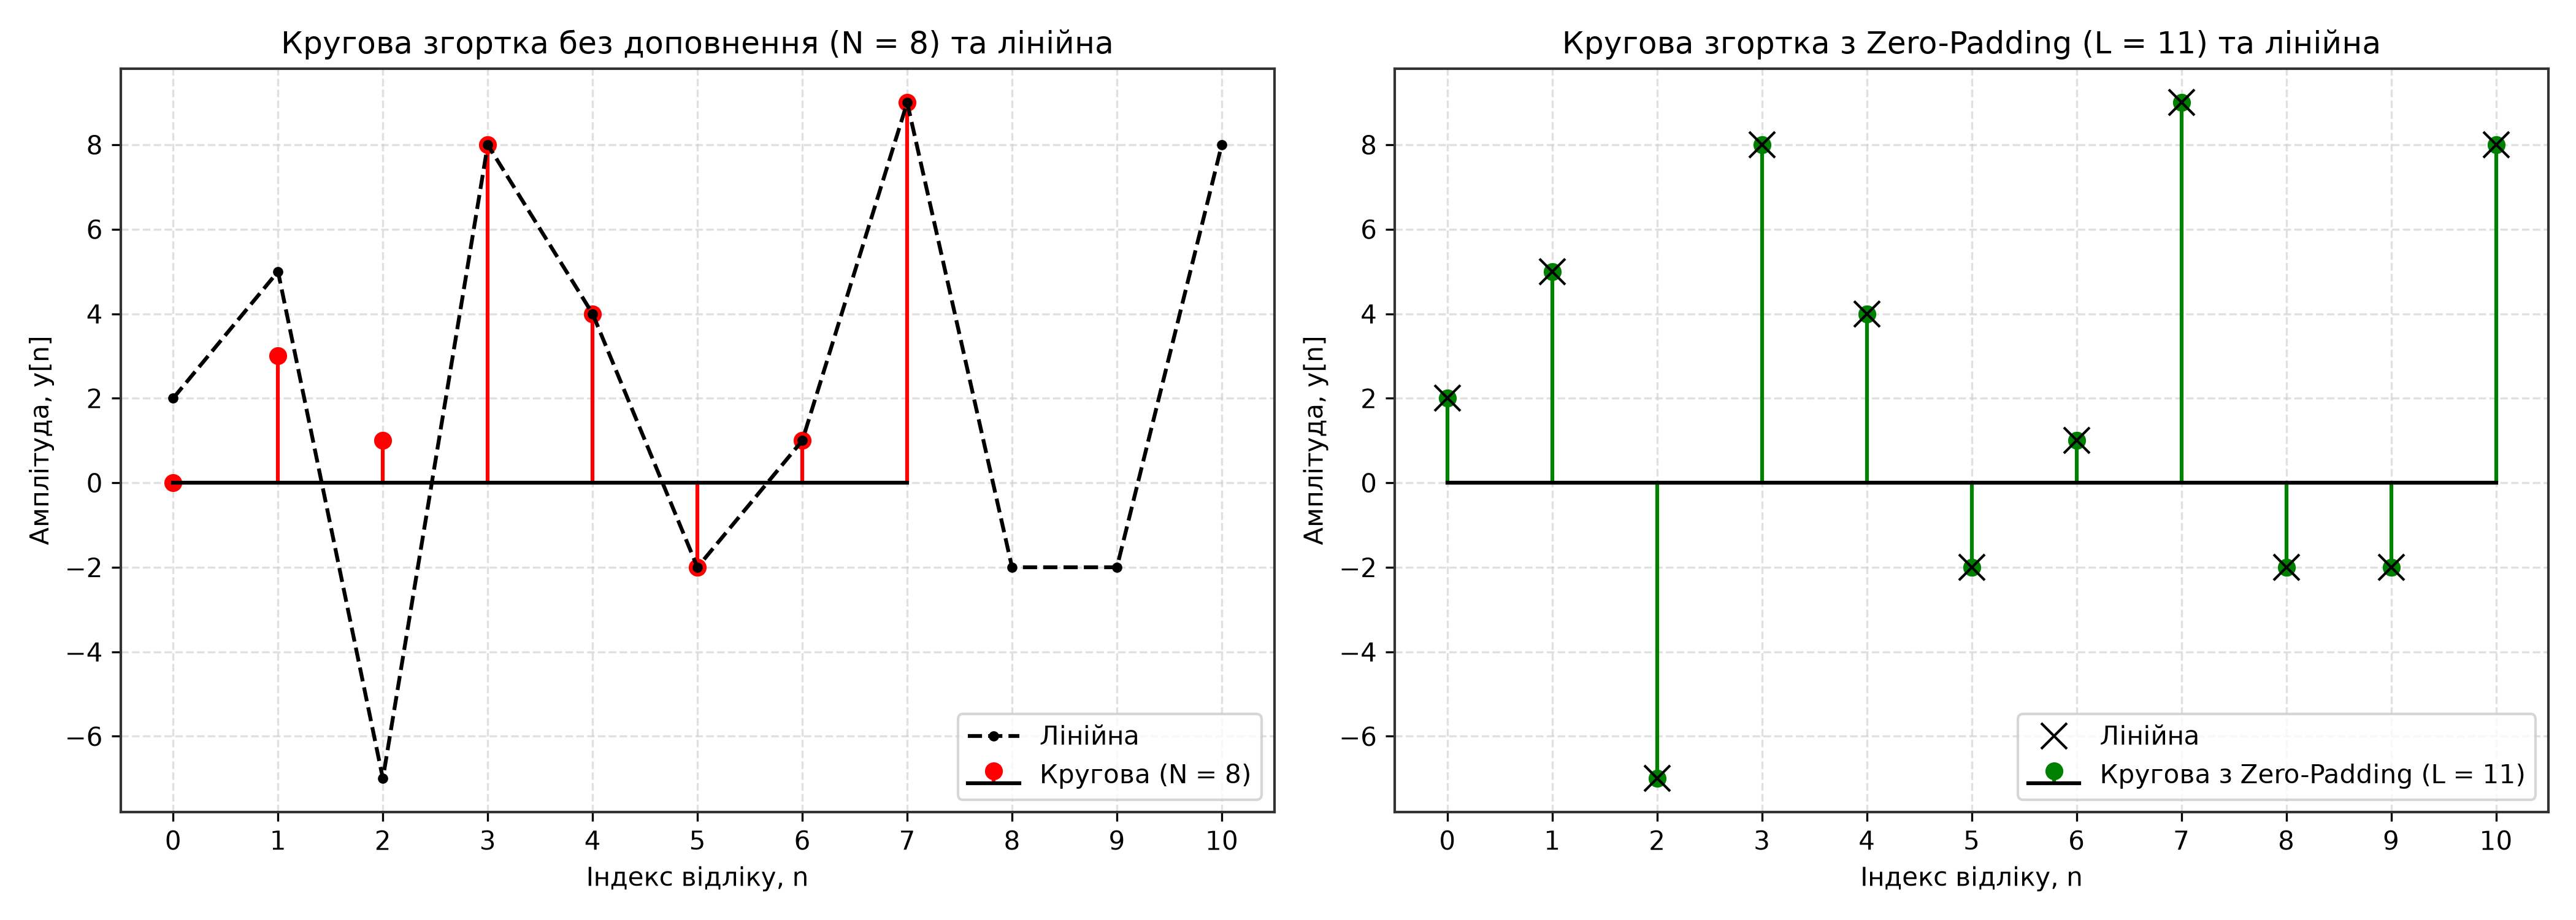 Кругова згортка без доповнення (N = 8) та лінійна
Амплітуда, y[n]
8
6
4
2
0
−2
−4
−6
0 1 2 3 4 5 6 7 8 9 10
Індекс відліку, n
Лінійна
Кругова (N = 8)
Кругова згортка з Zero-Padding (L = 11) та лінійна
Амплітуда, y[n]
8
6
4
2
0
−2
−4
−6
0 1 2 3 4 5 6 7 8 9 10
Індекс відліку, n
Лінійна
Кругова з Zero-Padding (L = 11)